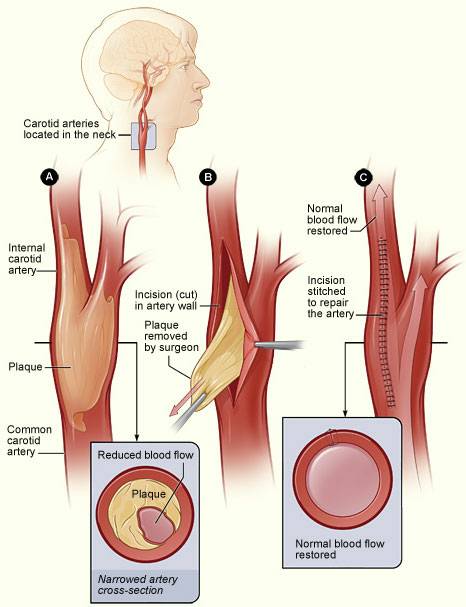 Carotid arteries
located in the neck
A
B
C
Internal
carotid
artery
Plaque
Common
carotid
artery
Reduced blood flow
Plaque
Narrowed artery
cross-section
Incision (cut)
in artery wall
Plaque
removed
by surgeon
Normal
blood flow
restored
Incision
stitched
to repair
the artery
Normal blood flow
restored